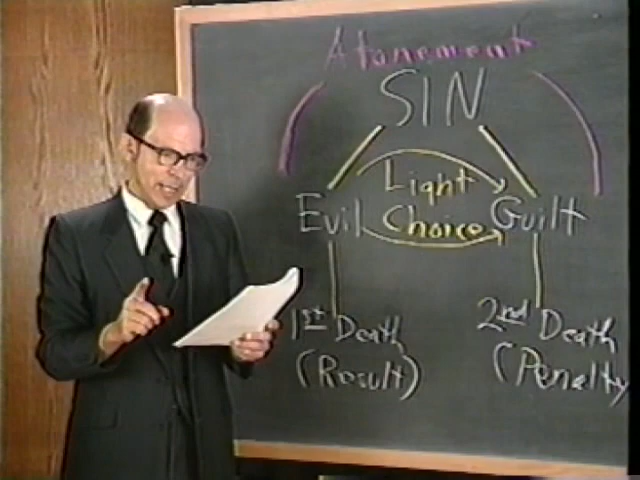 Atonement
SIN
Light
Evil Choice Guilt
1st Death 2nd Death
(Result) (Penalty